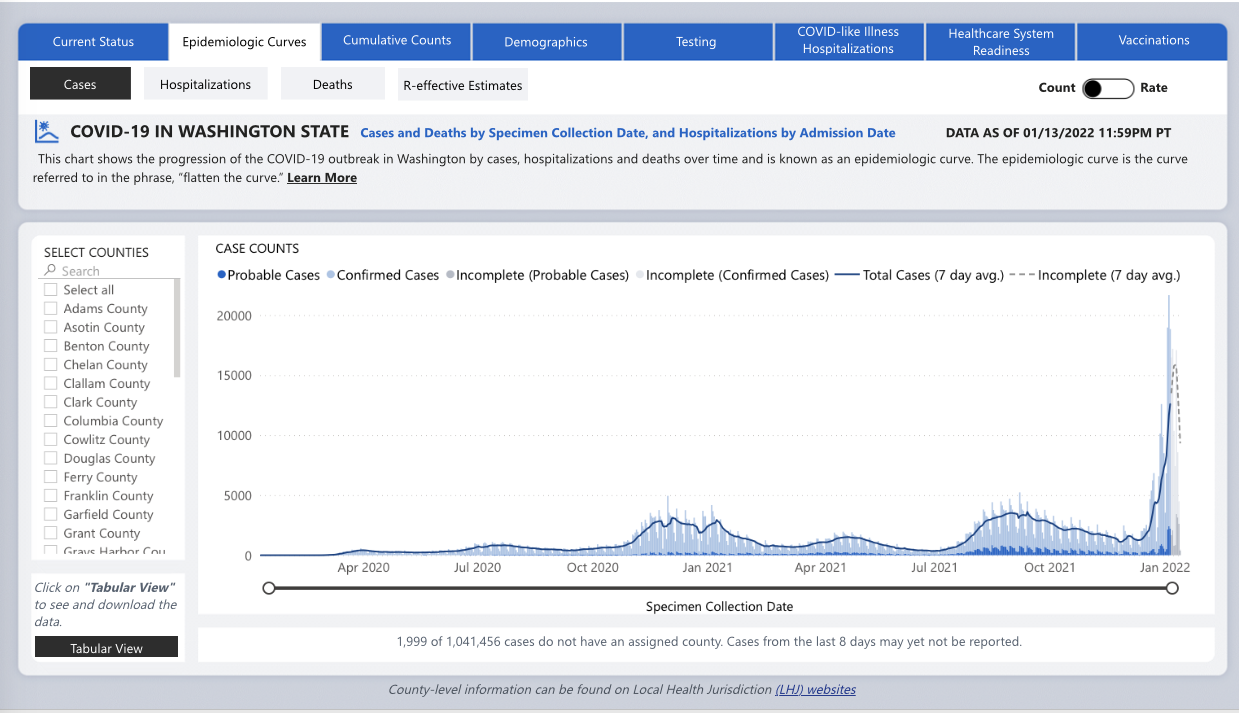 Current Status
Epidemiologic Curves
Cumulative Counts
Demographics
Testing
COVID-like Illness
Hospitalizations
Healthcare System
Readiness
Vaccinations
Cases
Hospitalizations
Deaths
R-effective Estimates
Count
Rate
COVID-19 IN WASHINGTON STATE Cases and Deaths by Specimen Collection Date, and Hospitalizations by Admission Date DATA AS OF 01/13/2022 11:59PM PT
This chart shows the progression of the COVID-19 outbreak in Washington by cases, hospitalizations and deaths over time and is known as an epidemiologic curve. The epidemiologic curve is the curve
referred to in the phrase, “flatten the curve.” Learn More
SELECT COUNTIES
Search
Select all
Adams County
Asotin County
Benton County
Chelan County
Clallam County
Clark County
Columbia County
Cowlitz County
Douglas County
Ferry County
Franklin County
Garfield County
Grant County
Grays Harbor Cou
Click on "Tabular View"
to see and download the
data.
Tabular View
CASE COUNTS
Probable Cases Confirmed Cases Incomplete (Probable Cases) Incomplete (Confirmed Cases) Total Cases (7 day avg.) Incomplete (7 day avg.)
20000
15000
10000
5000
0
Apr 2020 Jul 2020 Oct 2020 Jan 2021 Apr 2021 Jul 2021 Oct 2021 Jan 2022
Specimen Collection Date
1,999 of 1,041,456 cases do not have an assigned county. Cases from the last 8 days may yet not be reported.
County-level information can be found on Local Health Jurisdiction (LHJ) websites